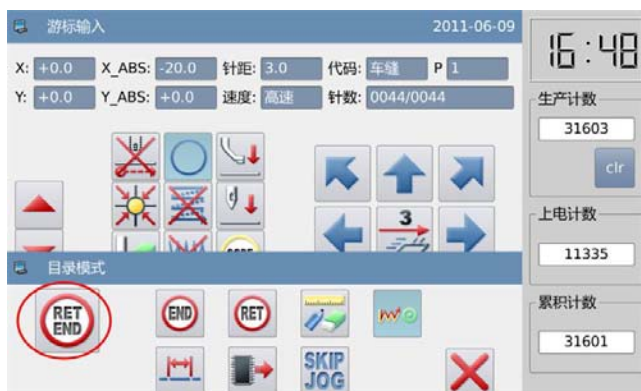 游标输入 2011-06-09
X: +0.0 X_ABS: -20.0 针距: 3.0 代码: 车缝 P 1
Y: +0.0 Y_ABS: +0.0 速度: 高速 针数: 0044/0044
3
目录模式
RET
END
END
RET
SKIP
JOG
16:48
生产计数
31603
clr
上电计数
11335
累积计数
31601